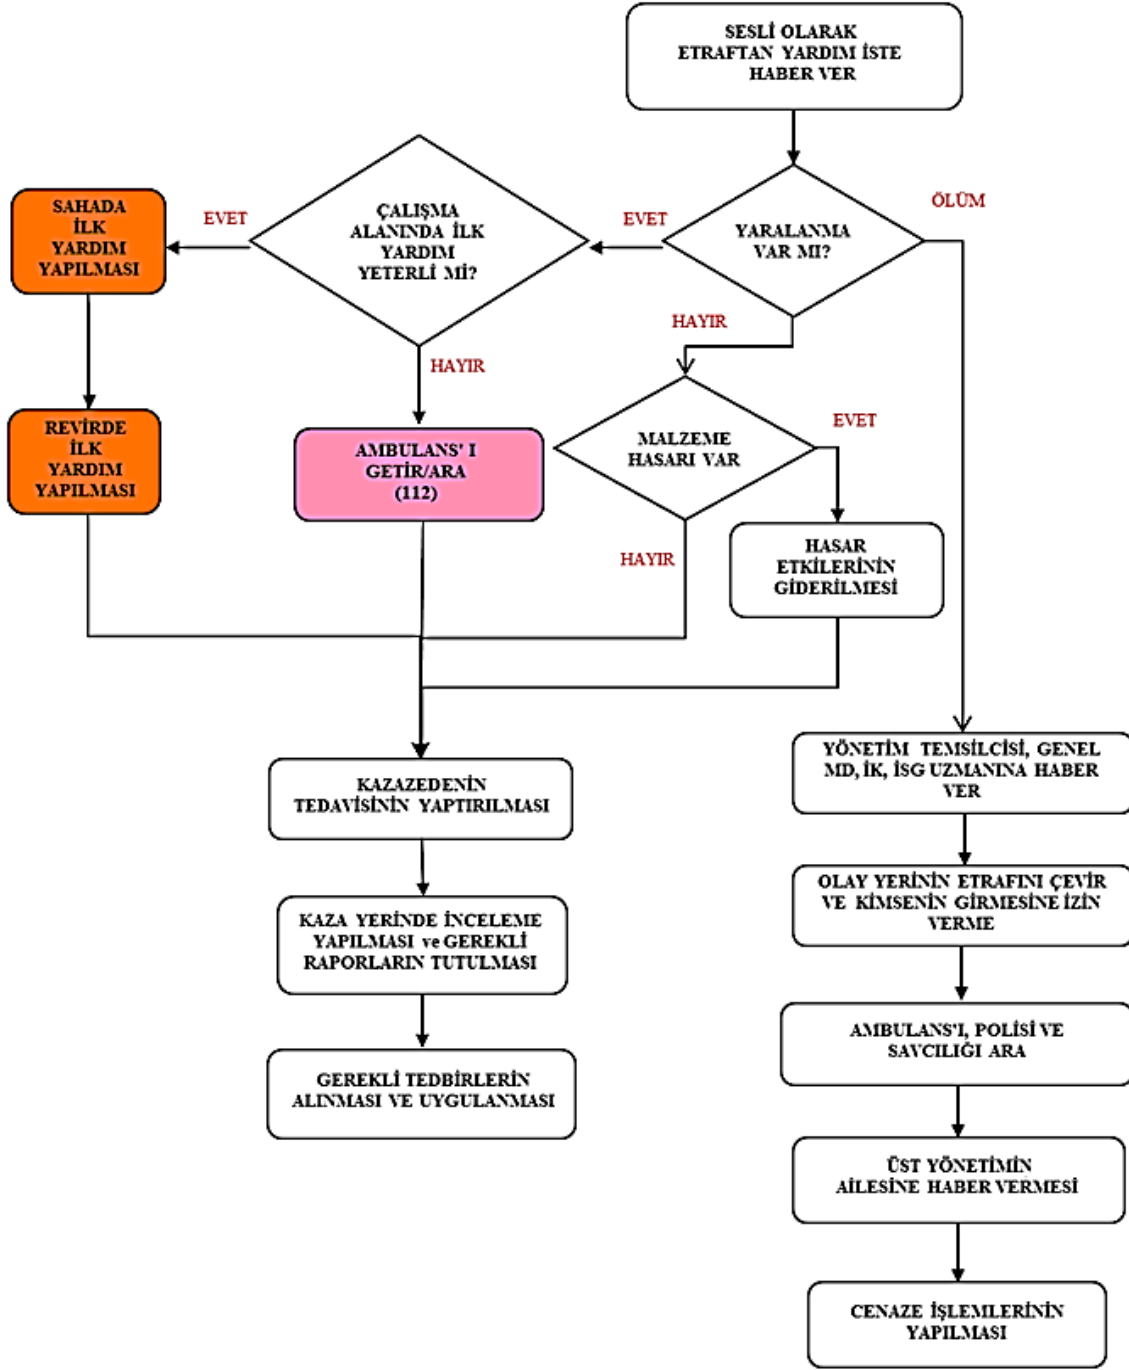 SESLİ OLARAK
ETRAFTAN YARDIM İSTE
HABER VER
YARALANMA
VAR MI?
ÖLÜM
EVET
HAYIR
ÇALIŞMA
ALANINDA İLK
YARDIM
YETERLİ Mİ?
EVET
HAYIR
SAHADA
İLK
YARDIM
YAPILMASI
REVİRDE
İLK
YARDIM
YAPILMASI
AMBULANS' I
GETİR/ARA
(112)
MALZEME
HASARI VAR
EVET
HAYIR
HASAR
ETKİLERİNİN
GİDERİLMESİ
KAZAZEDENİN
TEDAVİSİNİN YAPTIRILMASI
KAZA YERİNDE İNCELEME
YAPILMASI ve GEREKLİ
RAPORLARIN TUTULMASI
GEREKLİ TEDBİRLERİN
ALINMASI VE UYGULANMASI
YÖNETİM TEMSİLCİSİ, GENEL
MD, İK, İSG UZMANINA HABER
VER
OLAY YERİNİN ETRAFINI ÇEVİR
VE KİMSENİN GİRMESİNE İZİN
VERME
AMBULANS'I, POLİSİ VE
SAVCILIĞI ARA
ÜST YÖNETİMİN
AİLESİNE HABER VERMESİ
CENAZE İŞLEMLERİNİN
YAPILMASI